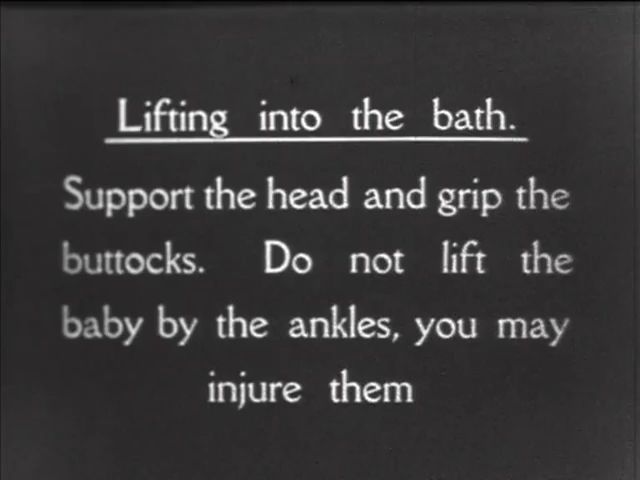 Lifting into the bath.
Support the head and grip the
buttocks. Do not lift the
baby by the ankles, you may
injure them